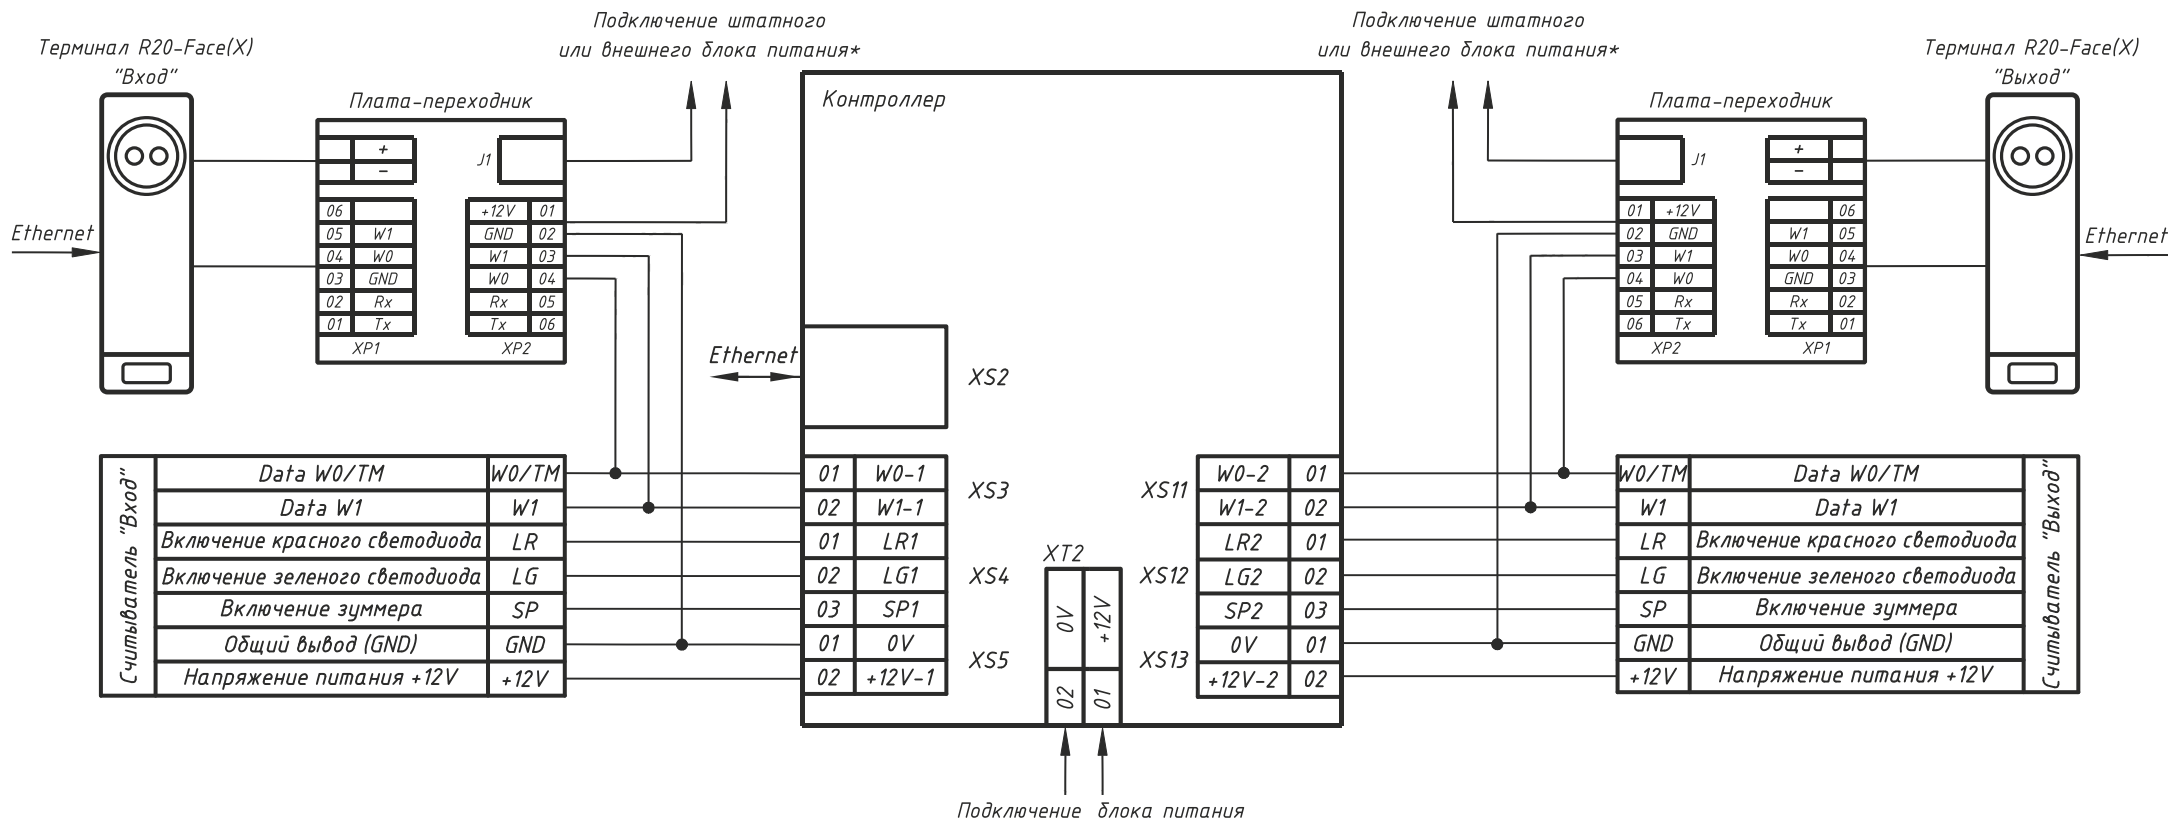 Подключение штатного
или внешнего блока питания*
Подключение штатного
или внешнего блока питания*
Терминал R20-Face(X)
"Вход"
Терминал R20-Face(X)
"Выход"
Плата-переходник
Контроллер
Плата-переходник
+
-
J1
06
05 W1
04 W0
03 GND
02 Rx
01 Tx
XP1
+12V 01
GND 02
W1 03
W0 04
Rx 05
Tx 06
XP2
Ethernet
J1
+
-
01 +12V
02 GND
03 W1
04 W0
05 Rx
06 Tx
XP2
06
W1 05
W0 04
GND 03
Rx 02
Tx 01
XP1
Ethernet
Ethernet
XS2
Считыватель "Вход"
Data W0/TM W0/TM
Data W1 W1
Включение красного светодиода LR
Включение зеленого светодиода LG
Включение зуммера SP
Общий вывод (GND) GND
Напряжение питания +12V +12V
01 W0-1
02 W1-1
XS3
01 LR1
02 LG1
03 SP1
XS4
01 0V
02 +12V-1
XS5
XT2
0V +12V
02 01
XS11
W0-2 01
W1-2 02
XS12
LR2 01
LG2 02
SP2 03
XS13
0V 01
+12V-2 02
W0/TM Data W0/TM
W1 Data W1
LR Включение красного светодиода
LG Включение зеленого светодиода
SP Включение зуммера
GND Общий вывод (GND)
+12V Напряжение питания +12V
Считыватель "Выход"
Подключение блока питания